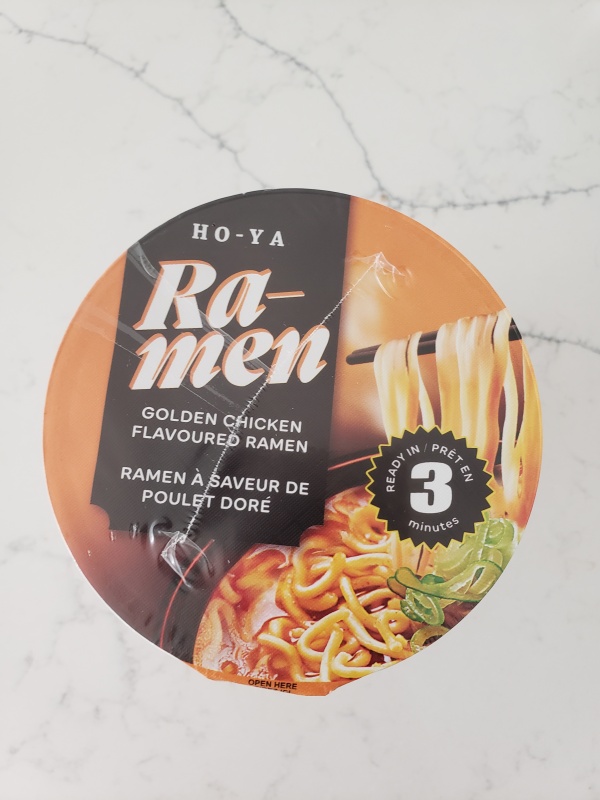 HO-YA
Ra-
men
GOLDEN CHICKEN
FLAVOURED RAMEN
RAMEN À SAVEUR DE
POULET DORÉ
READY IN / PRÊT EN
3
minutes
OPEN HERE